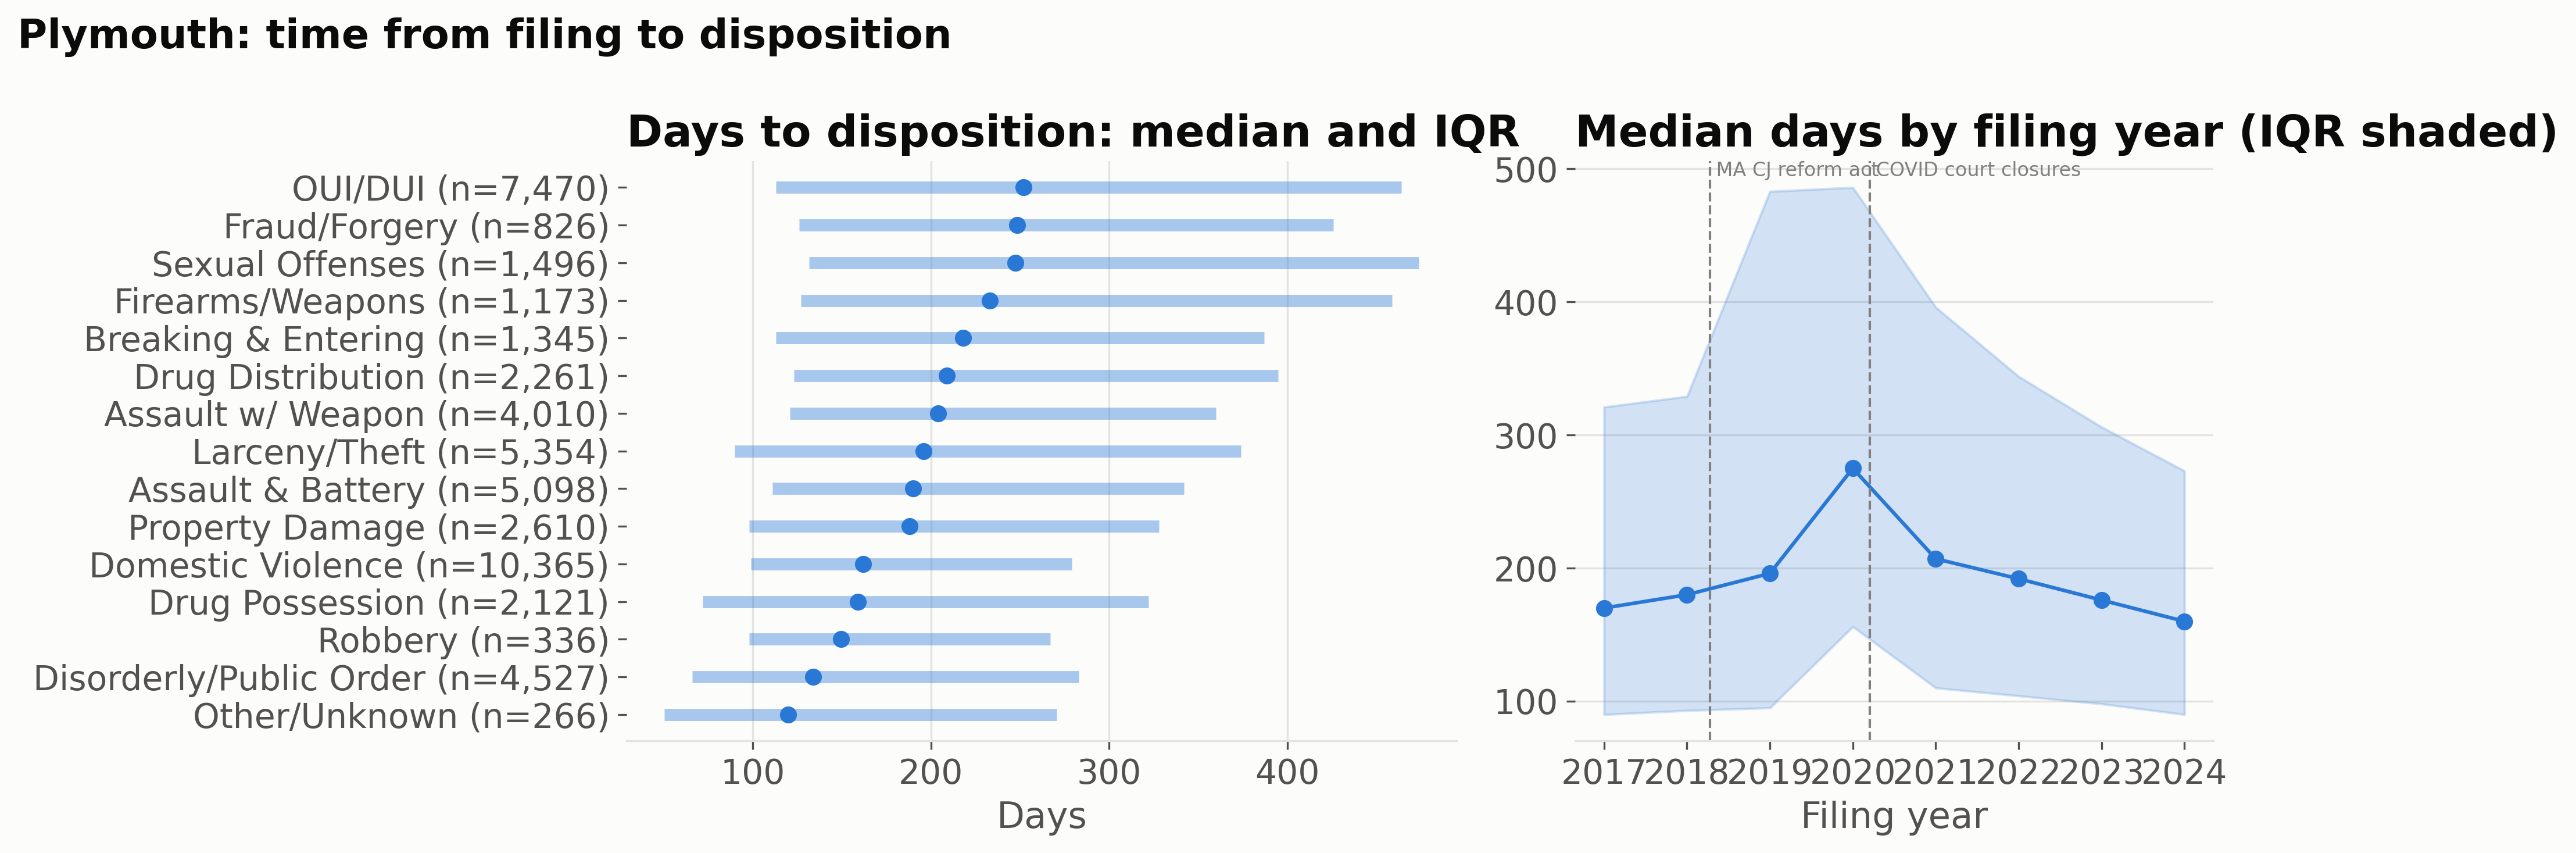 Plymouth: time from filing to disposition
Days to disposition: median and IQR
OUI/DUI (n=7,470)
Fraud/Forgery (n=826)
Sexual Offenses (n=1,496)
Firearms/Weapons (n=1,173)
Breaking & Entering (n=1,345)
Drug Distribution (n=2,261)
Assault w/ Weapon (n=4,010)
Larceny/Theft (n=5,354)
Assault & Battery (n=5,098)
Property Damage (n=2,610)
Domestic Violence (n=10,365)
Drug Possession (n=2,121)
Robbery (n=336)
Disorderly/Public Order (n=4,527)
Other/Unknown (n=266)
100 200 300 400
Days
Median days by filing year (IQR shaded)
MA CJ reform act
COVID court closures
500
400
300
200
100
2017 2018 2019 2020 2021 2022 2023 2024
Filing year